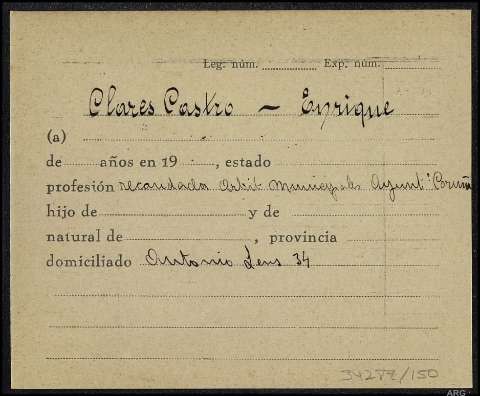 Leg: núm. Exp. núm.
Clares Castro – Enrique
(a)
de años en 19 , estado
profesión recaudador Arbit Municipales Ayunt Coruña
hijo de y de
natural de , provincia
domiciliado Antonio Lens 34
34277/150
ARG